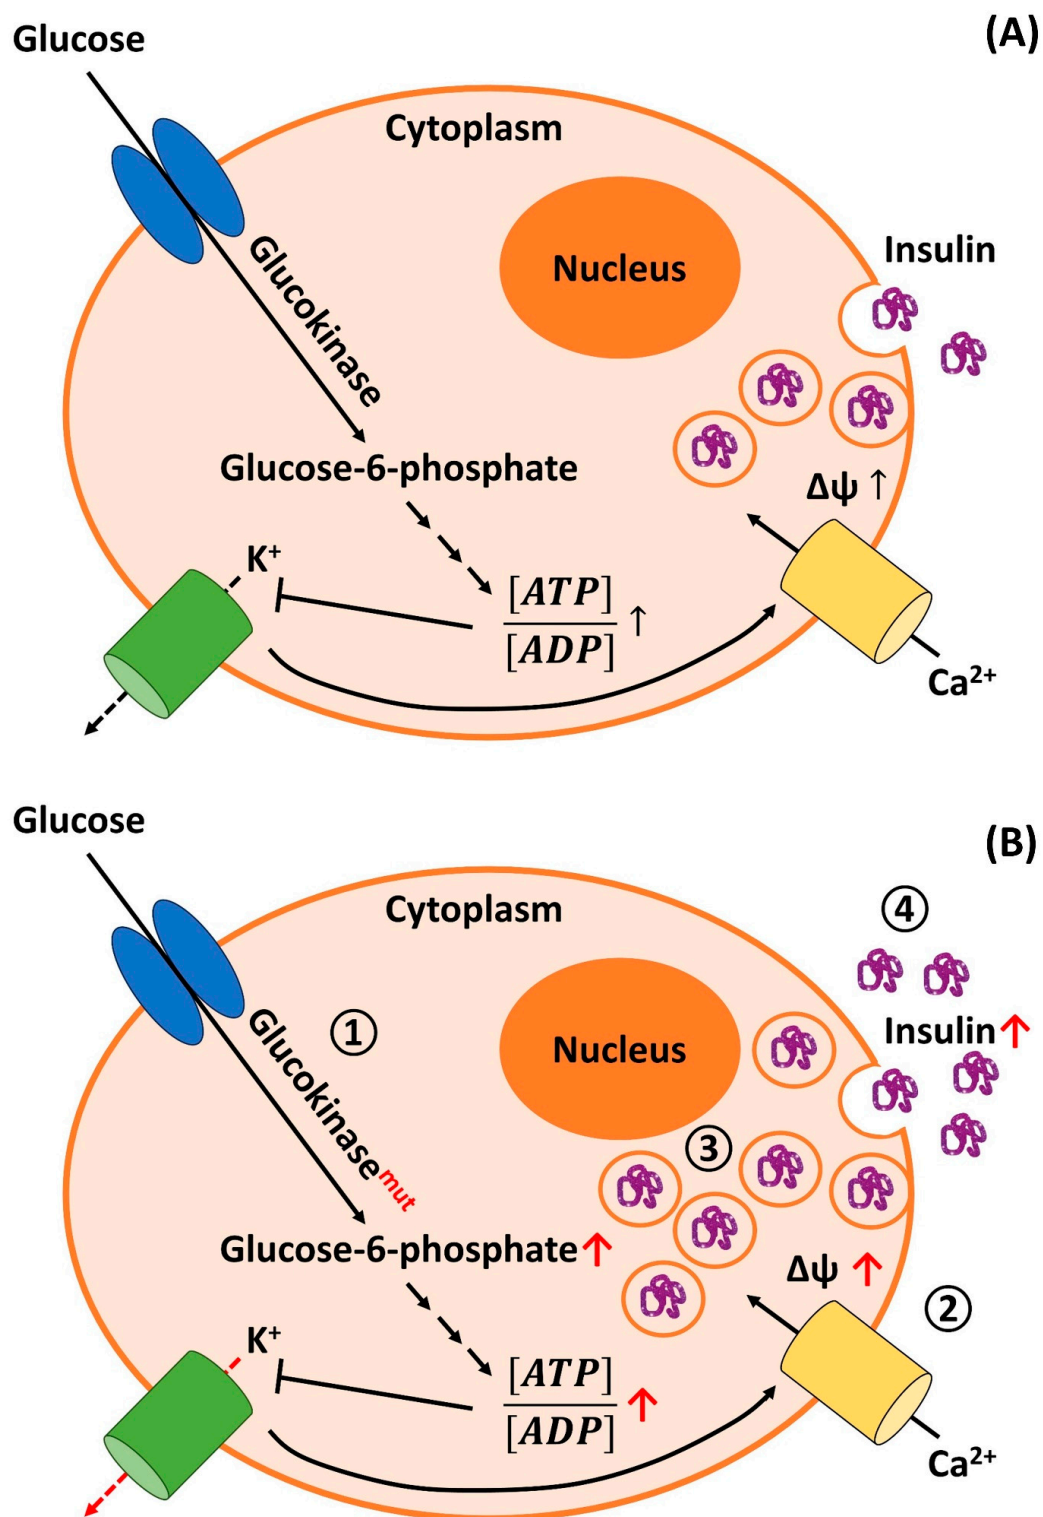 (A)
Glucose
Cytoplasm
Nucleus
Insulin
Glucokinase
Glucose-6-phosphate
Δψ ↑
K⁺
[ATP]
[ADP] ↑
Ca²⁺
(B)
Glucose
Cytoplasm
④
①
Nucleus
Insulin ↑
Glucokinaseᵐᵘᵗ
③
Glucose-6-phosphate ↑
Δψ ↑
②
K⁺
[ATP]
[ADP] ↑
Ca²⁺